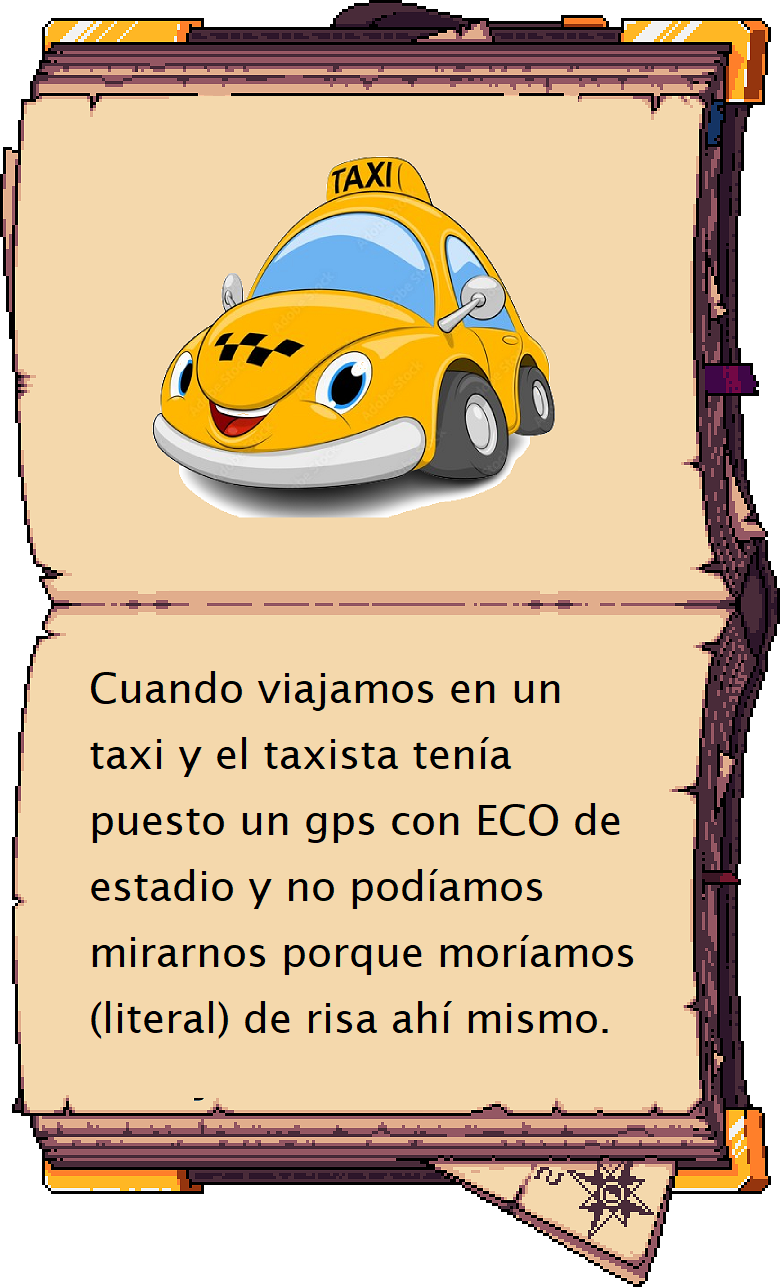 TAXI
Cuando viajamos en un
taxi y el taxista tenía
puesto un gps con ECO de
estadio y no podíamos
mirarnos porque moríamos
(literal) de risa ahí mismo.